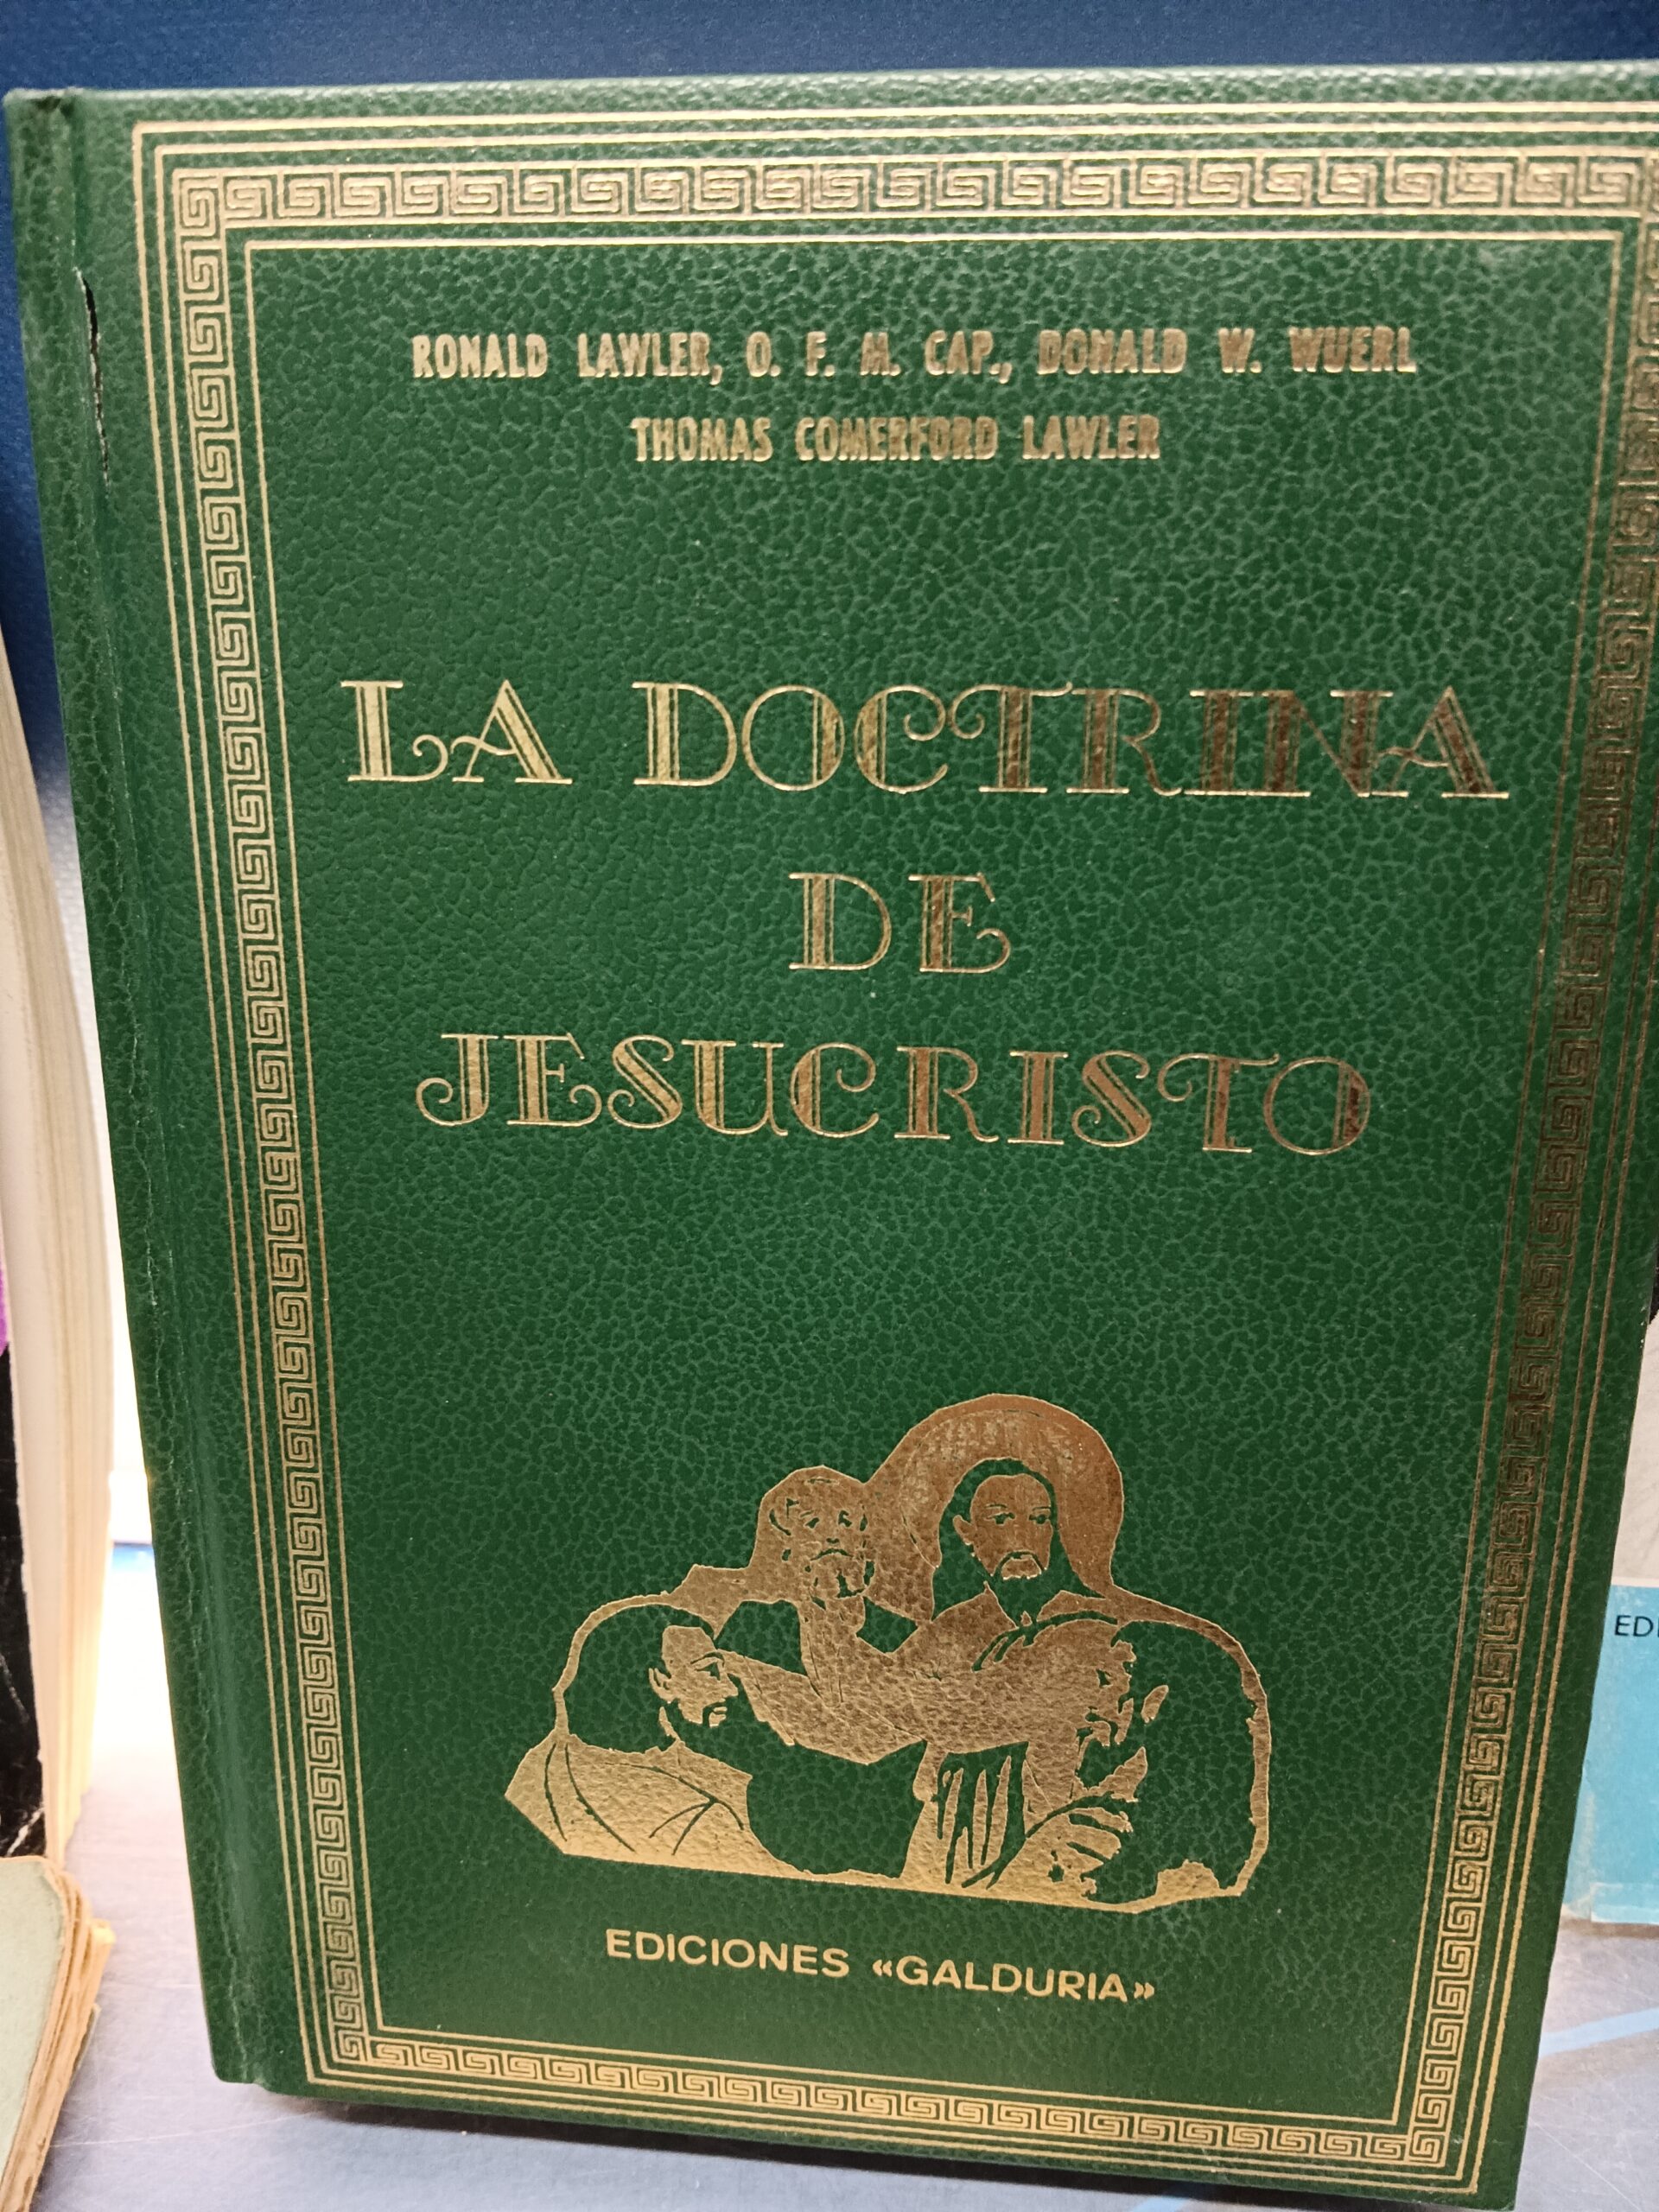 RONALD LAWLER, O. F. M. CAP., DONALD W. WUERL
THOMAS COMERFORD LAWLER
LA DOCTRINA
DE
JESUCRISTO
EDICIONES «GALDURIA»